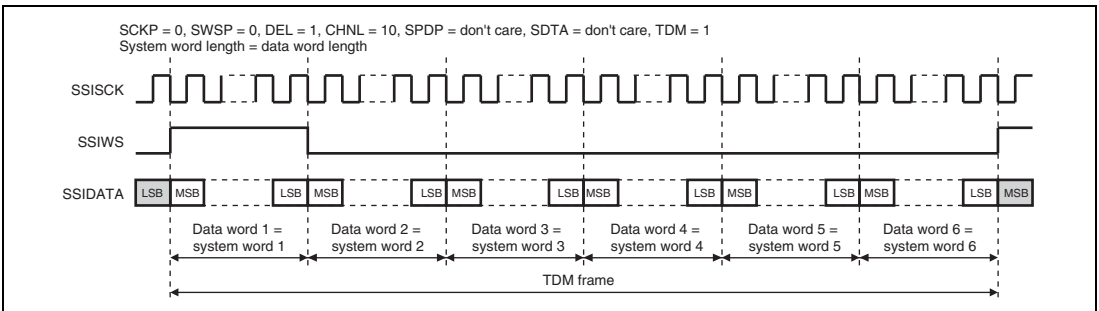 SCKP = 0, SWSP = 0, DEL = 1, CHNL = 10, SPDP = don't care, SDTA = don't care, TDM = 1
System word length = data word length
SSISCK
SSIWS
SSIDATA
LSB MSB LSB MSB LSB MSB LSB MSB LSB MSB LSB MSB LSB MSB
Data word 1 = Data word 2 = Data word 3 = Data word 4 = Data word 5 = Data word 6 =
system word 1 system word 2 system word 3 system word 4 system word 5 system word 6
TDM frame